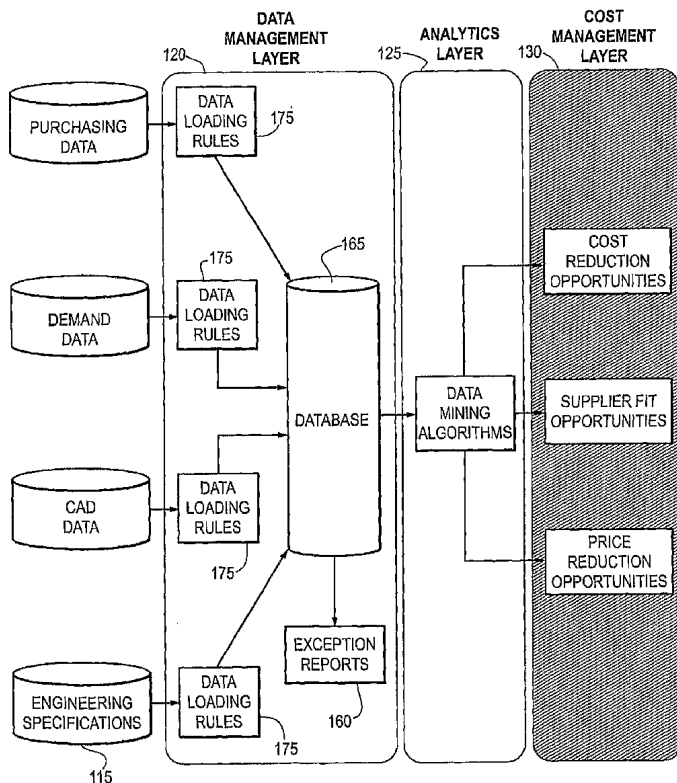 DATA
MANAGEMENT
LAYER
ANALYTICS
LAYER
COST
MANAGEMENT
LAYER
120
125
130
PURCHASING
DATA
DATA
LOADING
RULES
175
165
DEMAND
DATA
175
DATA
LOADING
RULES
COST
REDUCTION
OPPORTUNITIES
DATABASE
DATA
MINING
ALGORITHMS
SUPPLIER FIT
OPPORTUNITIES
CAD
DATA
DATA
LOADING
RULES
175
PRICE
REDUCTION
OPPORTUNITIES
EXCEPTION
REPORTS
160
ENGINEERING
SPECIFICATIONS
115
DATA
LOADING
RULES
175